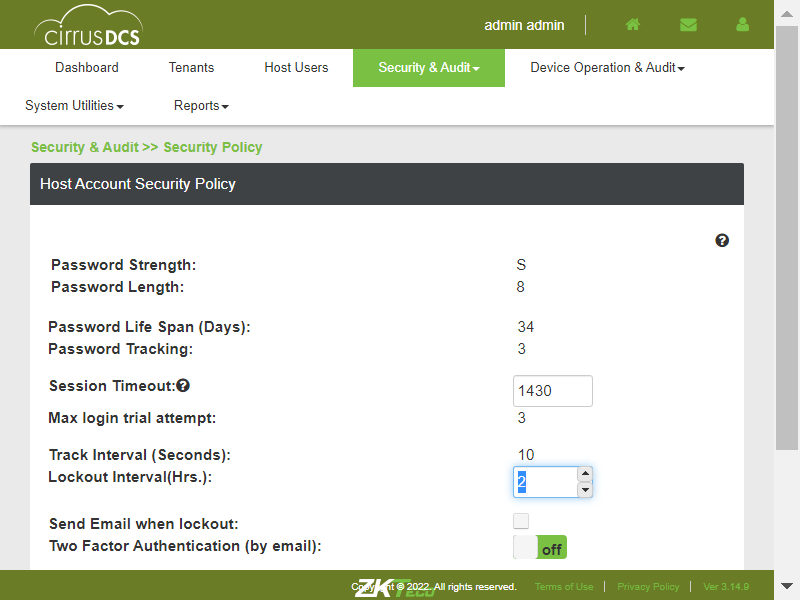 cirrusDCS
admin admin
Dashboard Tenants Host Users Security & Audit Device Operation & Audit
System Utilities Reports
Security & Audit >> Security Policy
Host Account Security Policy
Password Strength: S
Password Length: 8
Password Life Span (Days): 34
Password Tracking: 3
Session Timeout: 1430
Max login trial attempt: 3
Track Interval (Seconds): 10
Lockout Interval(Hrs.): 2
Send Email when lockout:
Two Factor Authentication (by email): off
ZKTeco
Copyright © 2022. All rights reserved. Terms of Use Privacy Policy Ver 3.14.9